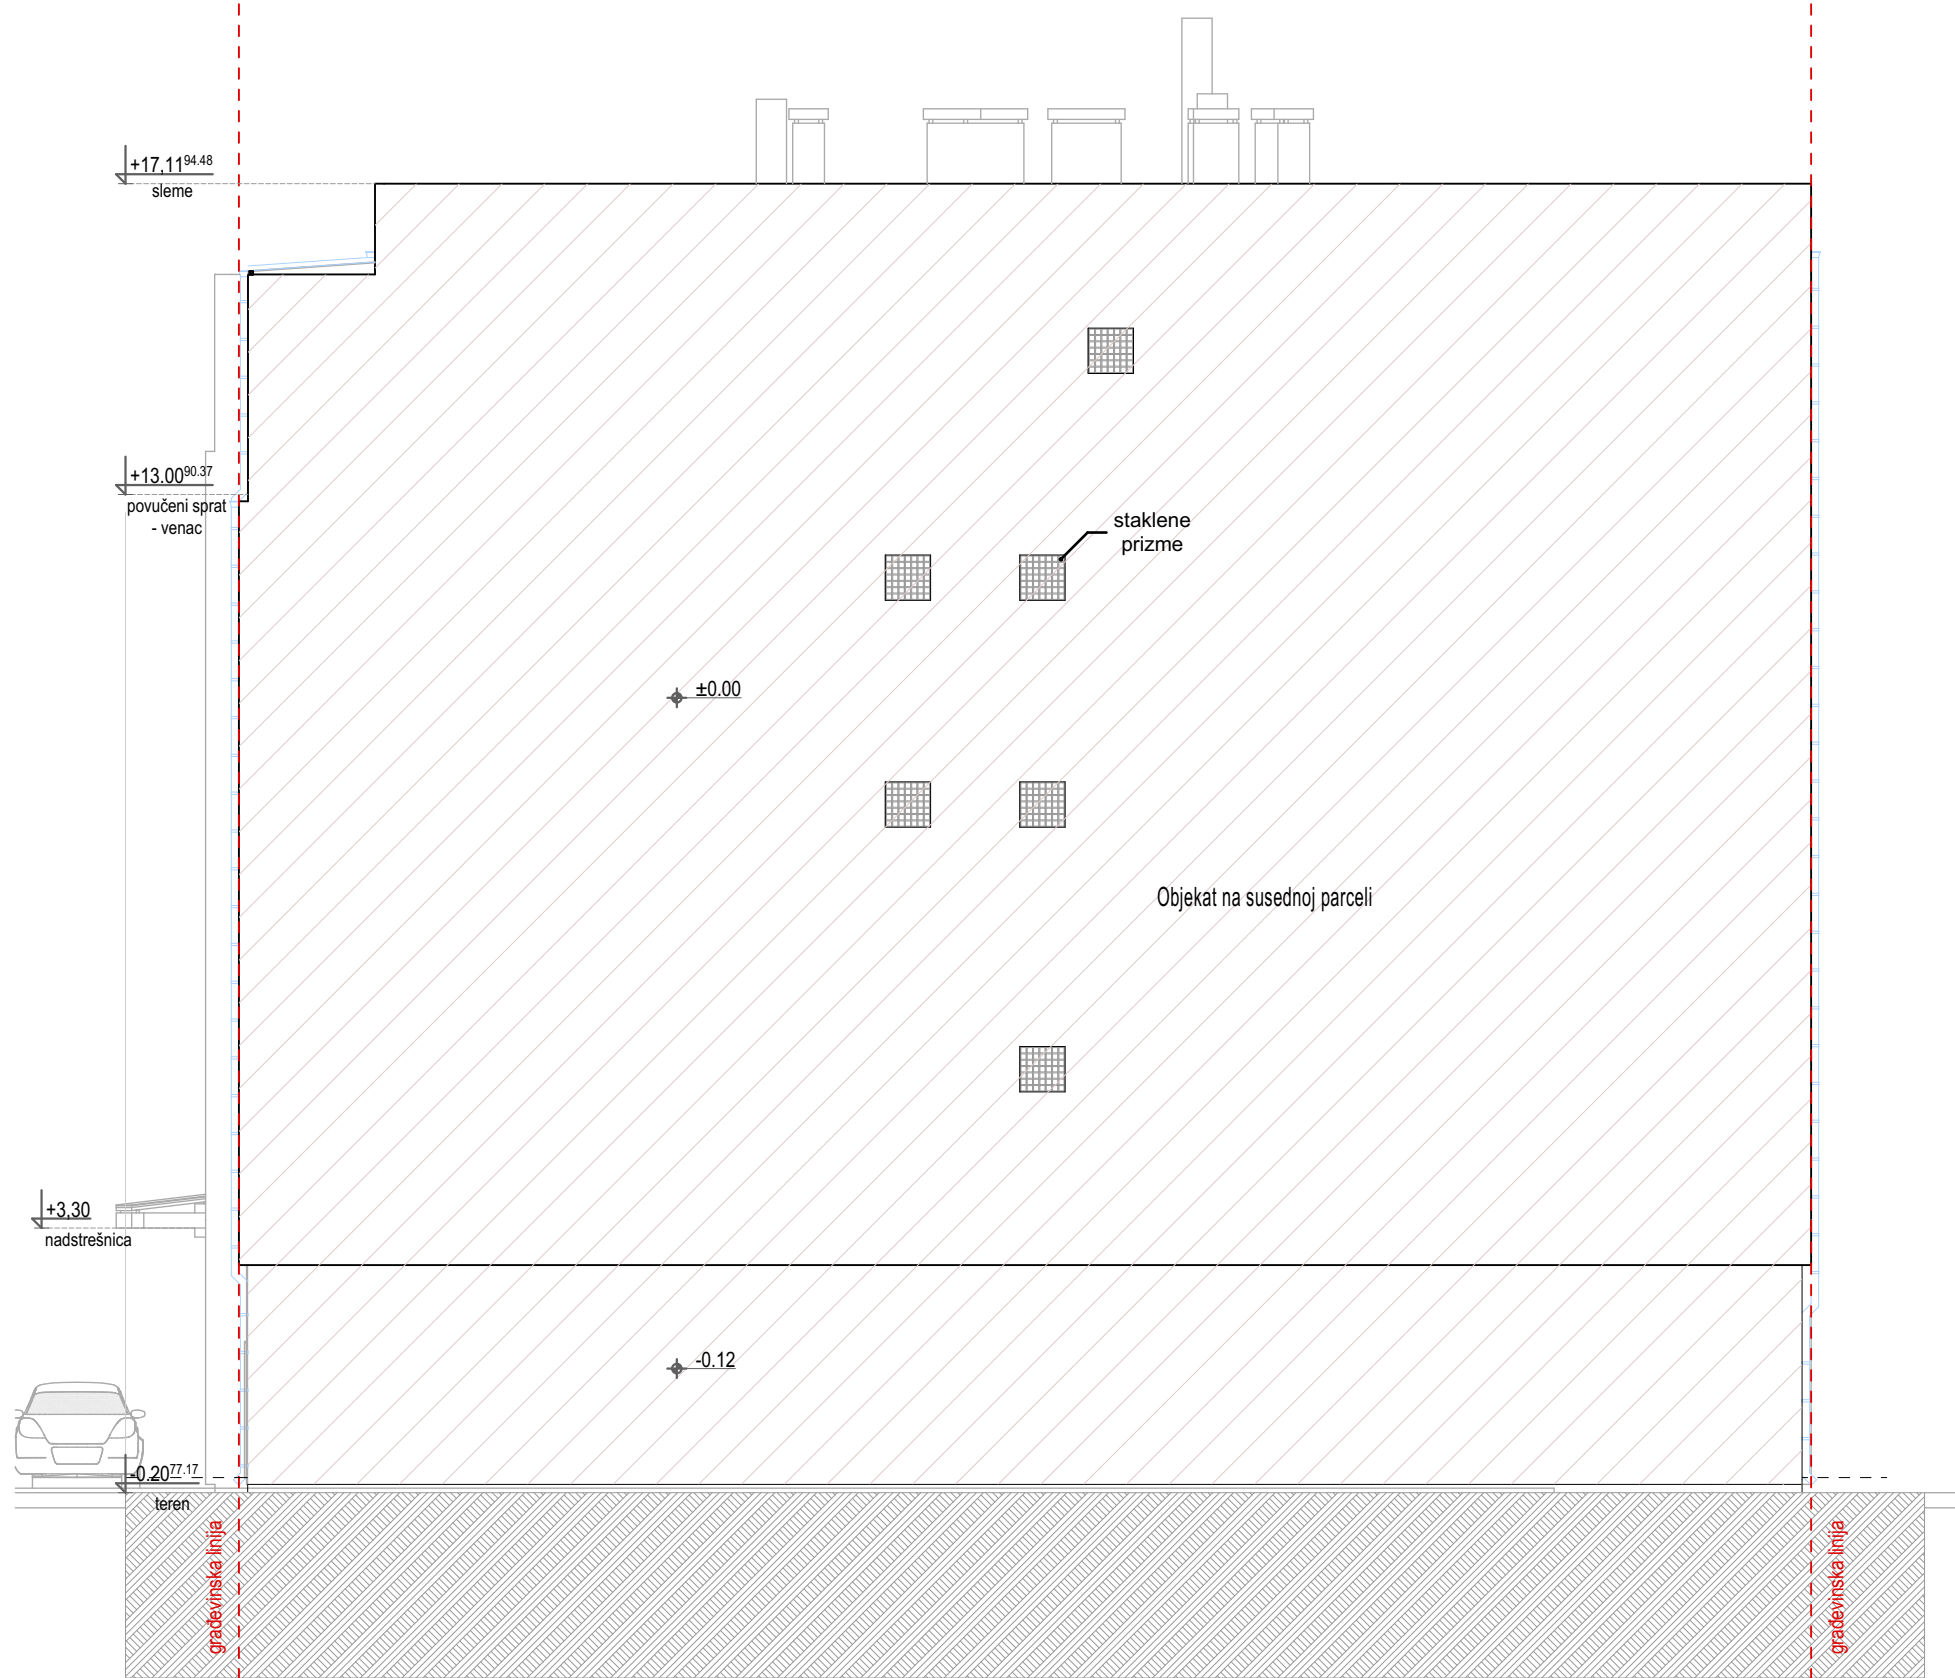 +17,11 94.48
sleme
+13.00 90.37
povučeni sprat
- venac
staklene
prizme
±0.00
Objekat na susednoj parceli
+3,30
nadstrešnica
-0.12
-0.20 77.17
teren
građevinska linija
građevinska linija